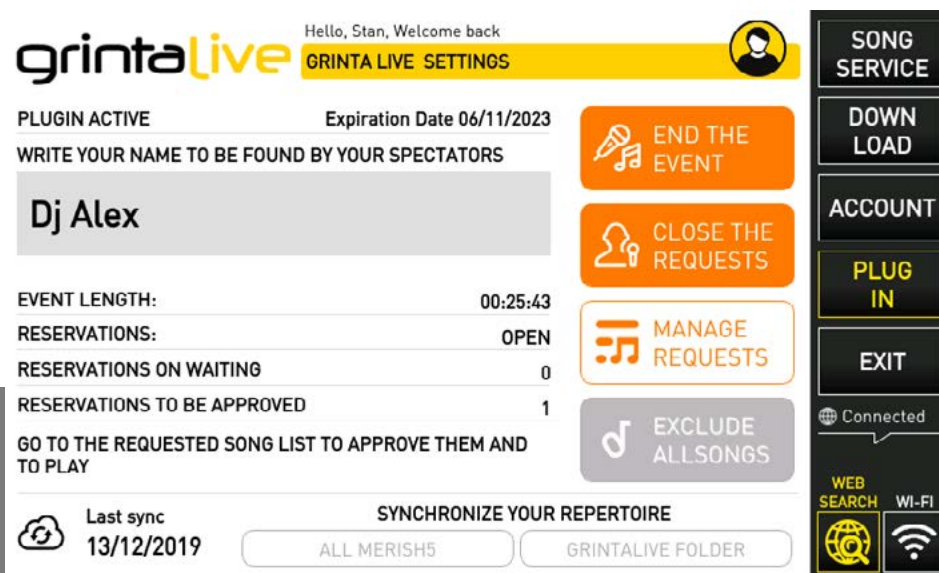 Hello, Stan, Welcome back
grintalive
GRINTA LIVE SETTINGS
PLUGIN ACTIVE
Expiration Date 06/11/2023
WRITE YOUR NAME TO BE FOUND BY YOUR SPECTATORS
Dj Alex
EVENT LENGTH:
00:25:43
RESERVATIONS:
OPEN
RESERVATIONS ON WAITING
0
RESERVATIONS TO BE APPROVED
1
GO TO THE REQUESTED SONG LIST TO APPROVE THEM AND
TO PLAY
END THE
EVENT
CLOSE THE
REQUESTS
MANAGE
REQUESTS
EXCLUDE
ALLSONGS
Last sync
13/12/2019
SYNCHRONIZE YOUR REPERTOIRE
ALL MERISH5
GRINTALIVE FOLDER
SONG
SERVICE
DOWN
LOAD
ACCOUNT
PLUG
IN
EXIT
Connected
WEB
SEARCH
WI-FI